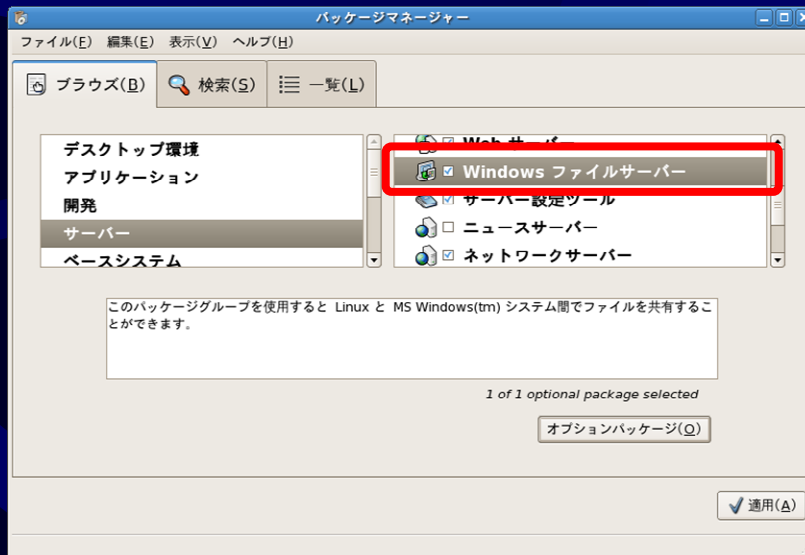 パッケージマネージャー
ファイル(F) 編集(E) 表示(V) ヘルプ(H)
ブラウズ(B) 検索(S) 一覧(L)
デスクトップ環境
アプリケーション
開発
サーバー
ベースシステム
Web サーバー
Windows ファイルサーバー
サーバー設定ツール
ニュースサーバー
ネットワークサーバー
このパッケージグループを使用すると Linux と MS Windows(tm) システム間でファイルを共有するこ
とができます。
1 of 1 optional package selected
オプションパッケージ(O)
適用(A)